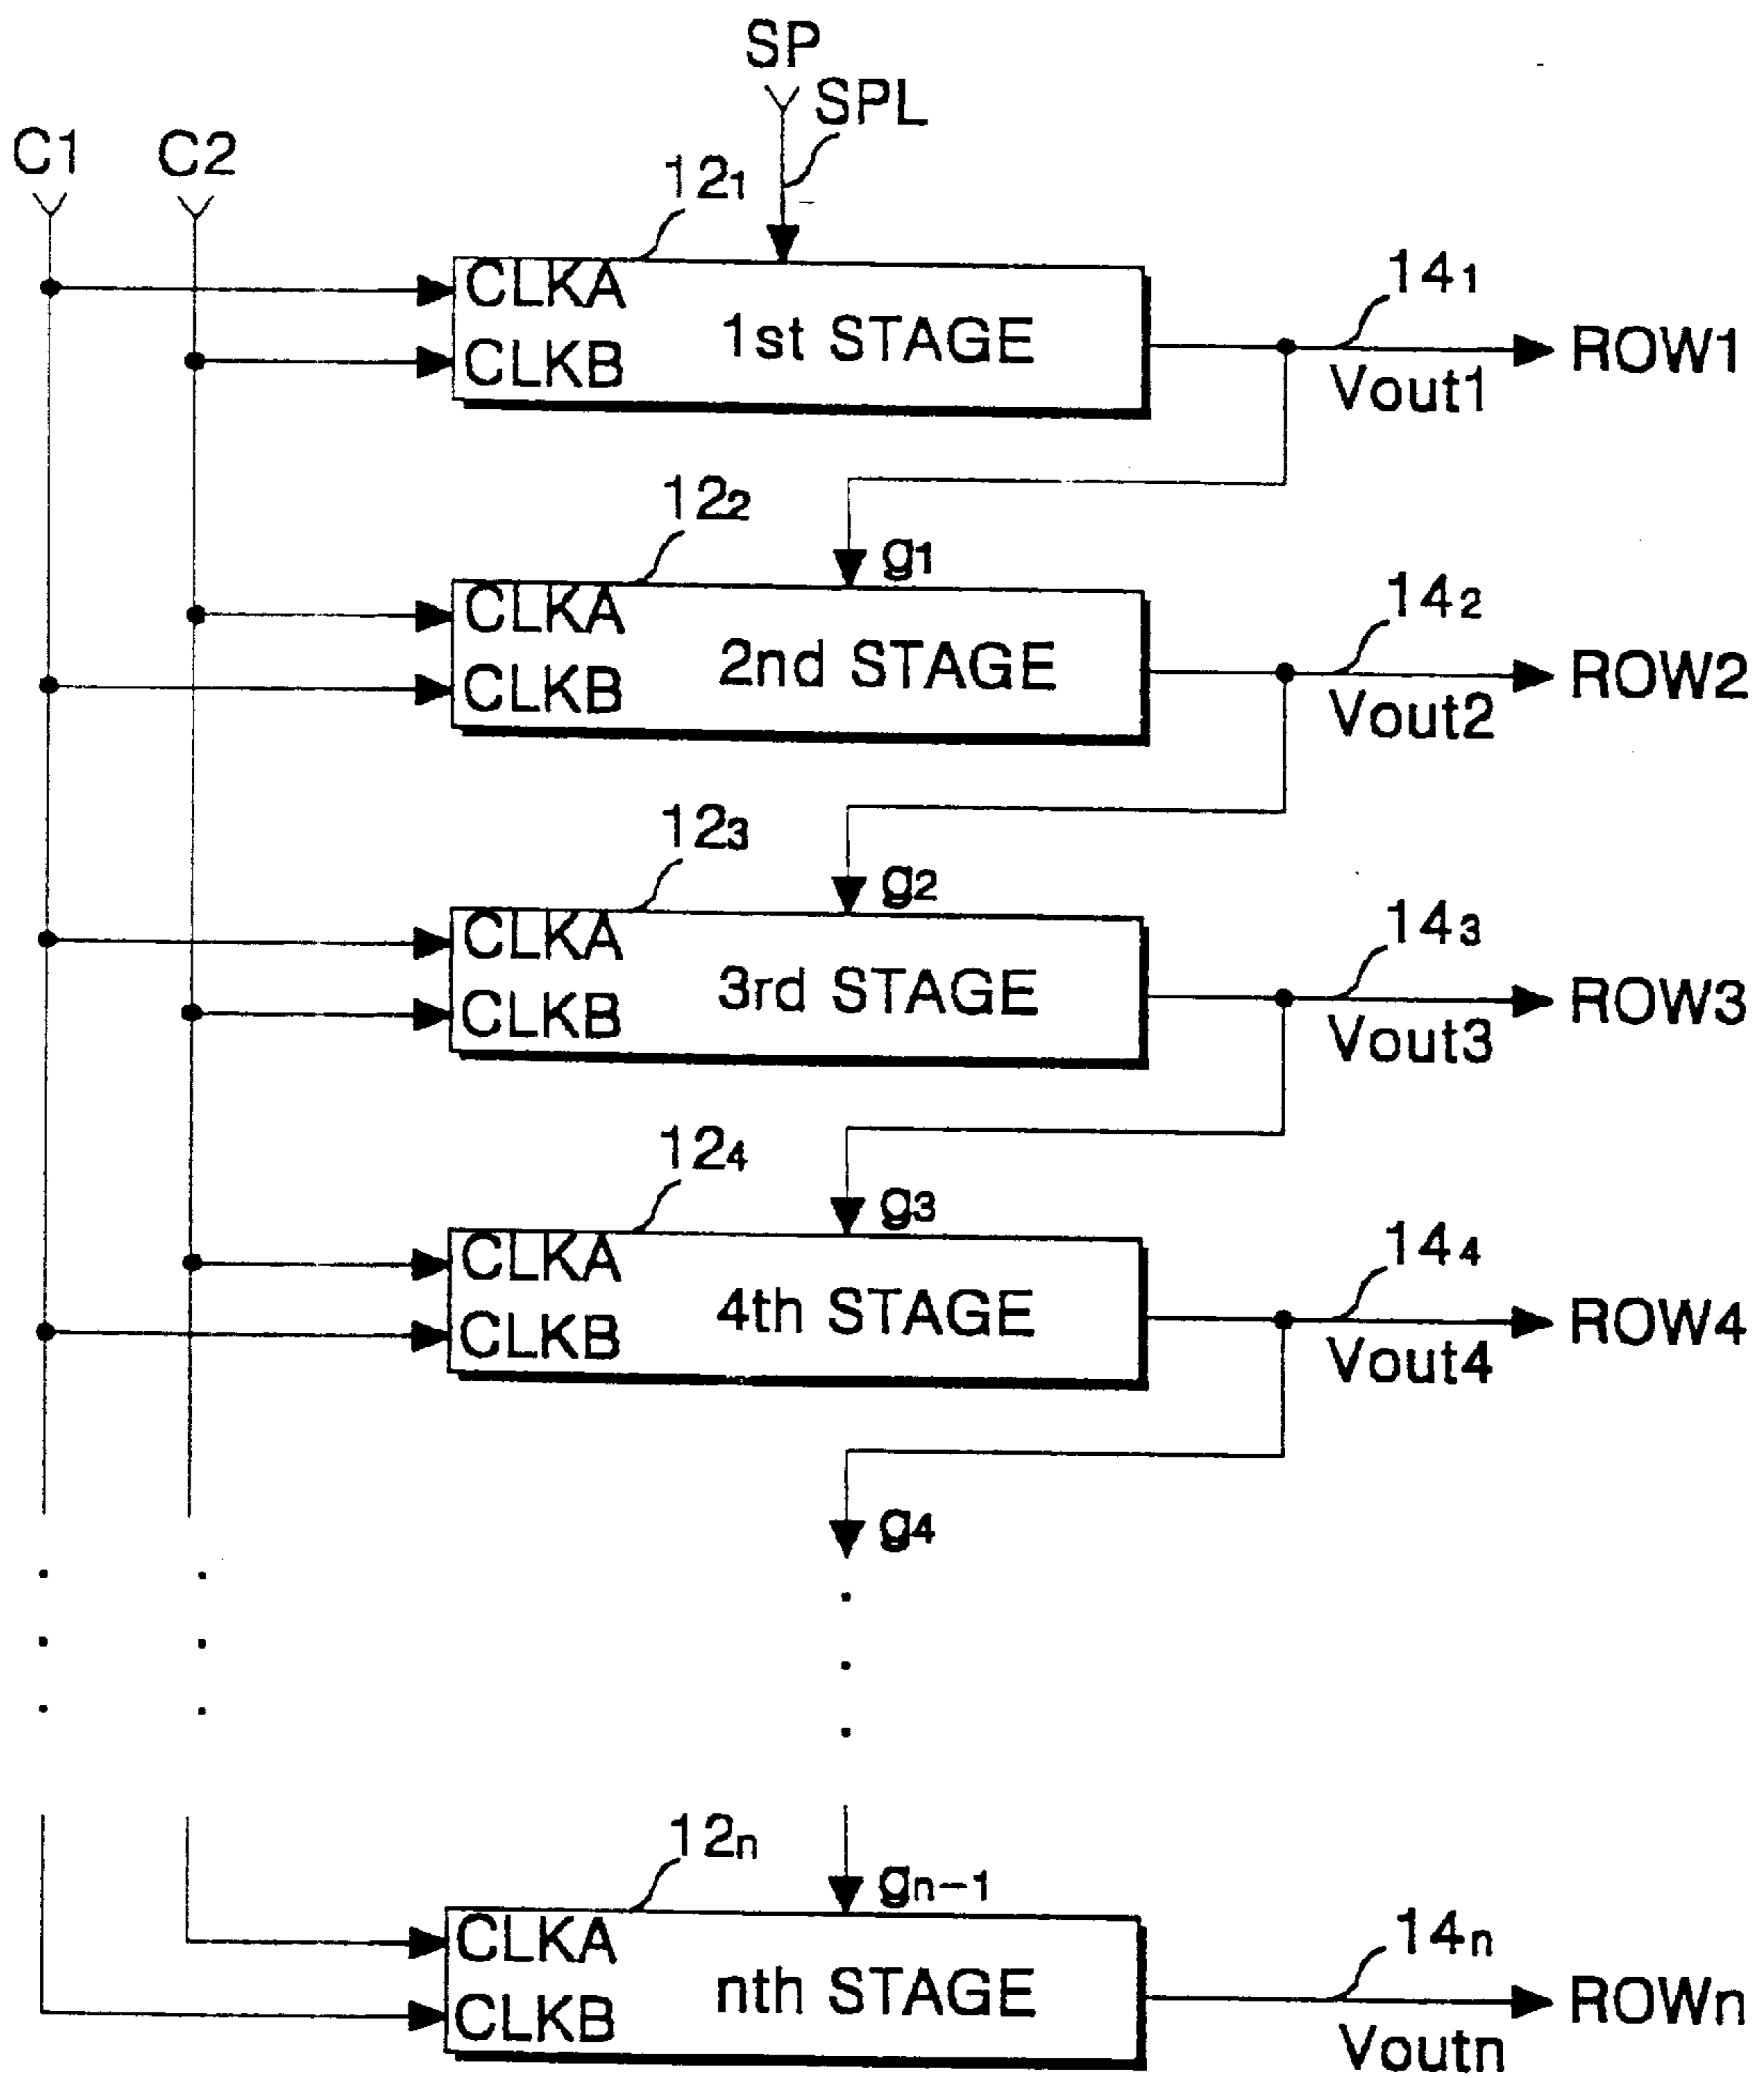 SP
SPL
C1 C2
12₁
CLKA
CLKB
1st STAGE
14₁
ROW1
Vout1
12₂
g1
CLKA
CLKB
2nd STAGE
14₂
ROW2
Vout2
12₃
g2
CLKA
CLKB
3rd STAGE
14₃
ROW3
Vout3
12₄
g3
CLKA
CLKB
4th STAGE
14₄
ROW4
Vout4
g4
12n
gn-1
CLKA
CLKB
nth STAGE
14n
ROWn
Voutn